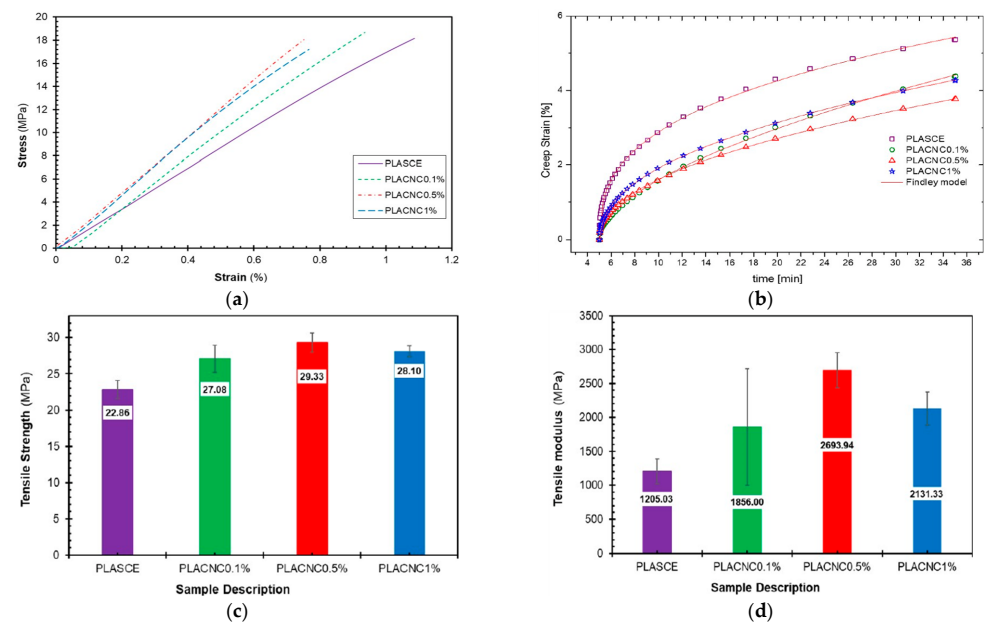 20
18
16
14
12
10
8
6
4
2
0
Stress (MPa)
0 0.2 0.4 0.6 0.8 1 1.2
Strain (%)
PLASCE
PLACNC0.1%
PLACNC0.5%
PLACNC1%
(a)
6
4
2
0
Creep Strain [%]
4 6 8 10 12 14 16 18 20 22 24 26 28 30 32 34 36
time [min]
PLASCE
PLACNC0.1%
PLACNC0.5%
PLACNC1%
Findley model
(b)
30
25
20
15
10
5
0
Tensile Strength (MPa)
22.86
27.08
29.33
28.10
PLASCE PLACNC0.1% PLACNC0.5% PLACNC1%
Sample Description
(c)
3500
3000
2500
2000
1500
1000
500
0
Tensile modulus (MPa)
1205.03
1856.00
2693.94
2131.33
PLASCE PLACNC0.1% PLACNC0.5% PLACNC1%
Sample Description
(d)